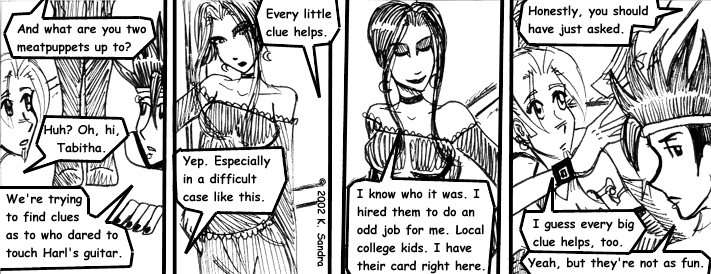 And what are you two
meatpuppets up to?
Huh? Oh, hi,
Tabitha.
We're trying
to find clues
as to who dared to
touch Harl's guitar.
Every little
clue helps.
Yep. Especially
in a difficult
case like this.
© 2002 K. Sandra
I know who it was. I
hired them to do an
odd job for me. Local
college kids. I have
their card right here.
Honestly, you should
have just asked.
I guess every big
clue helps, too.
Yeah, but they're not as fun.